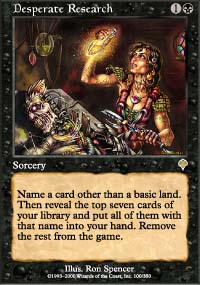 Desperate Research 1
Sorcery
Name a card other than a basic land.
Then reveal the top seven cards of
your library and put all of them with
that name into your hand. Remove
the rest from the game.
Illus. Ron Spencer
©1993-2000 Wizards of the Coast, Inc. 100/350